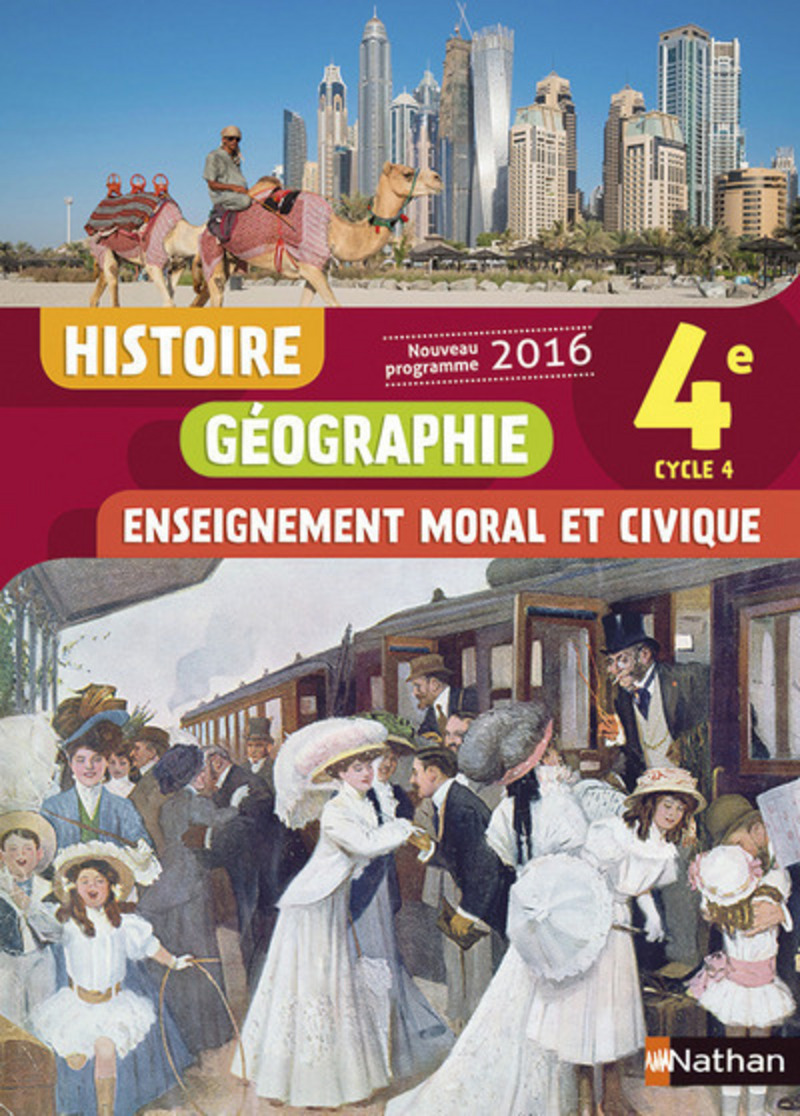 HISTOIRE
Nouveau
programme 2016
4e
CYCLE 4
GÉOGRAPHIE
ENSEIGNEMENT MORAL ET CIVIQUE
Nathan